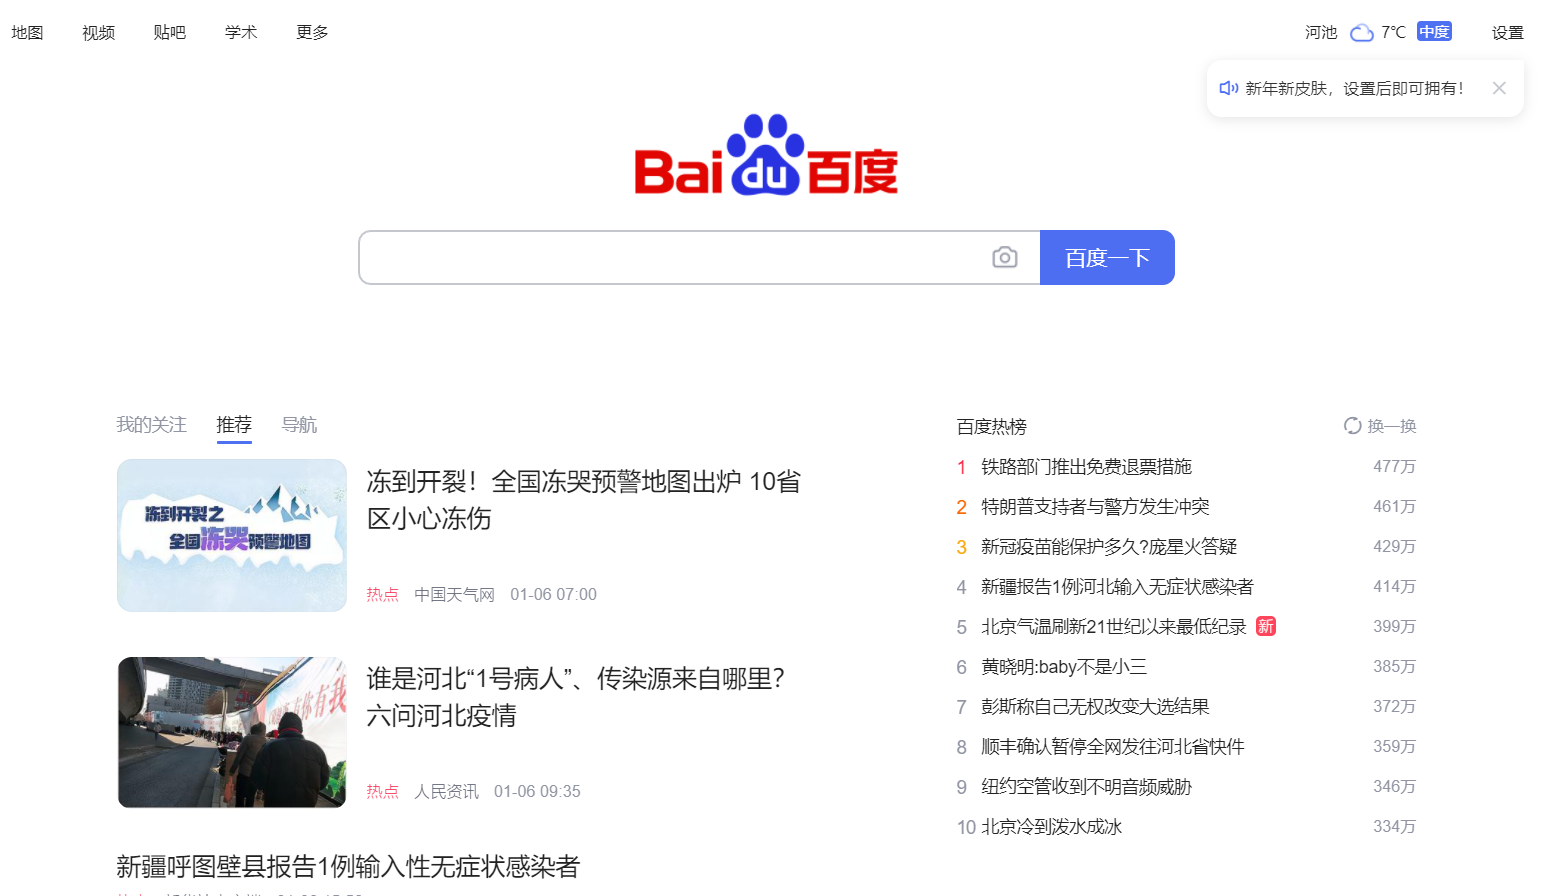 地图 视频 贴吧 学术 更多 河池 7℃ 中度 设置
新年新皮肤，设置后即可拥有！
Bai du 百度
百度一下
我的关注 推荐 导航
冻到开裂之
全国冻哭预警地图
冻到开裂！全国冻哭预警地图出炉 10省
区小心冻伤
热点 中国天气网 01-06 07:00
谁是河北“1号病人”、传染源来自哪里？
六问河北疫情
热点 人民资讯 01-06 09:35
新疆呼图壁县报告1例输入性无症状感染者
百度热榜 换一换
1 铁路部门推出免费退票措施 477万
2 特朗普支持者与警方发生冲突 461万
3 新冠疫苗能保护多久?庞星火答疑 429万
4 新疆报告1例河北输入无症状感染者 414万
5 北京气温刷新21世纪以来最低纪录 新 399万
6 黄晓明:baby不是小三 385万
7 彭斯称自己无权改变大选结果 372万
8 顺丰确认暂停全网发往河北省快件 359万
9 纽约空管收到不明音频威胁 346万
10 北京冷到泼水成冰 334万